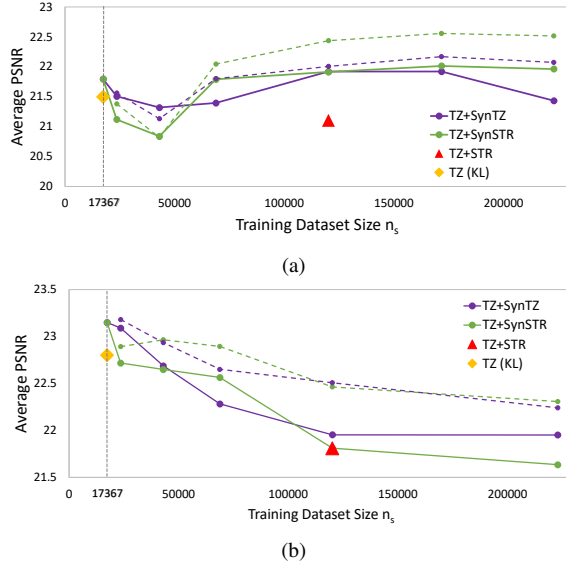 Average PSNR
23
22.5
22
21.5
21
20.5
20
TZ+SynTZ
TZ+SynSTR
TZ+STR
TZ (KL)
0
17367
50000
100000
150000
200000
Training Dataset Size nₛ
(a)
Average PSNR
23.5
23
22.5
22
21.5
TZ+SynTZ
TZ+SynSTR
TZ+STR
TZ (KL)
0
17367
50000
100000
150000
200000
Training Dataset Size nₛ
(b)